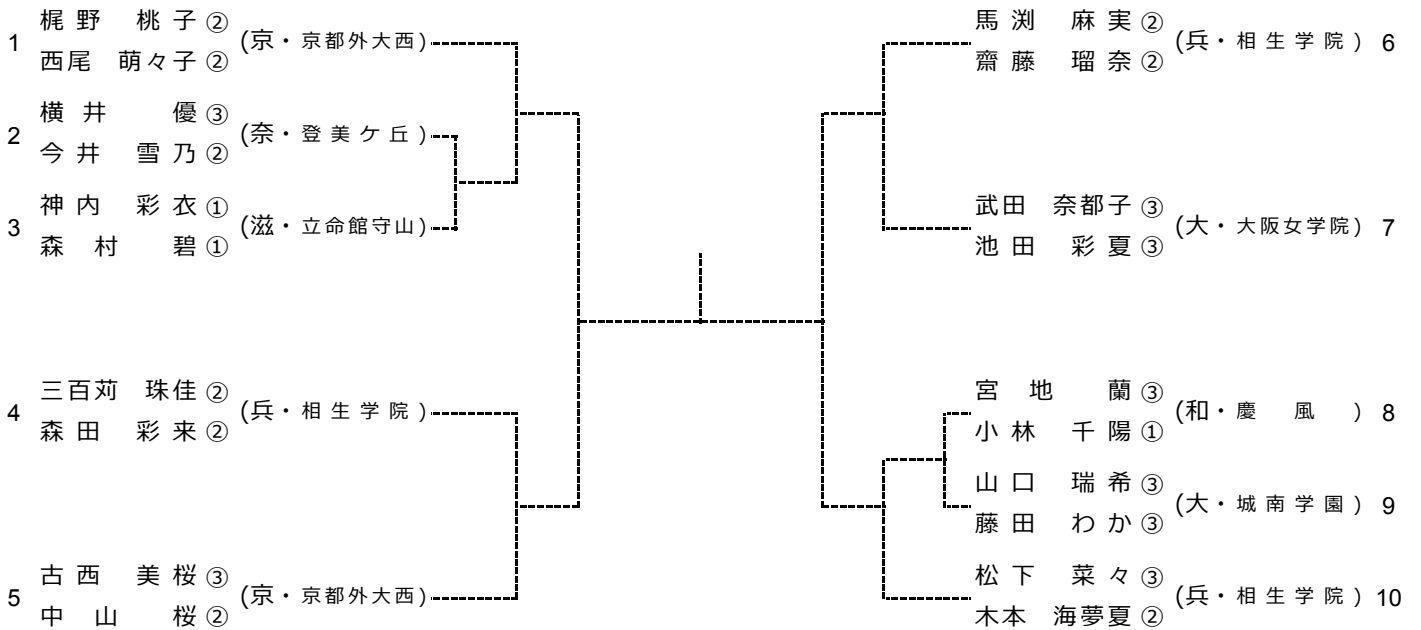 1 梶野 桃子② (京・京都外大西)
西尾 萌々子②
2 横井 優③ (奈・登美ケ丘)
今井 雪乃②
3 神内 彩衣① (滋・立命館守山)
森村 碧①
4 三百苅 珠佳② (兵・相生学院)
森田 彩来②
5 古西 美桜③ (京・京都外大西)
中山 桜②
馬渕 麻実② (兵・相生学院) 6
齋藤 瑠奈②
武田 奈都子③ (大・大阪女学院) 7
池田 彩夏③
宮地 蘭③ (和・慶風) 8
小林 千陽①
山口 瑞希③ (大・城南学園) 9
藤田 わか③
松下 菜々③ (兵・相生学院) 10
木本 海夢夏②